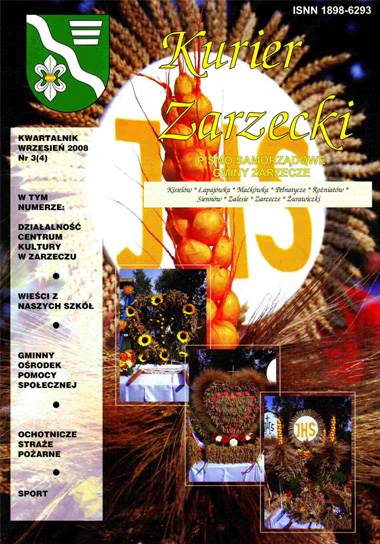 ISNN 1898-6293
Kurier
Zarzecki
PISMO SAMORZĄDOWE
GMINY ZARZECZE
Kisielów * Łapajówka * Maćkówka * Pełnatycze * Rożniatów *
Siennów * Zalesie * Zarzecze * Żurawiczki
KWARTALNIK
WRZESIEŃ 2008
Nr 3(4)
W TYM
NUMERZE:
DZIAŁALNOŚĆ
CENTRUM
KULTURY
W ZARZECZU
WIEŚCI Z
NASZYCH SZKÓŁ
GMINNY
OŚRODEK
POMOCY
SPOŁECZNEJ
OCHOTNICZE
STRAŻE
POŻARNE
SPORT
JHS
JHS